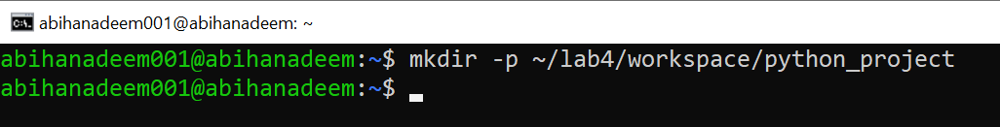 abihanadeem001@abihanadeem: ~
abihanadeem001@abihanadeem:~$ mkdir -p ~/lab4/workspace/python_project
abihanadeem001@abihanadeem:~$